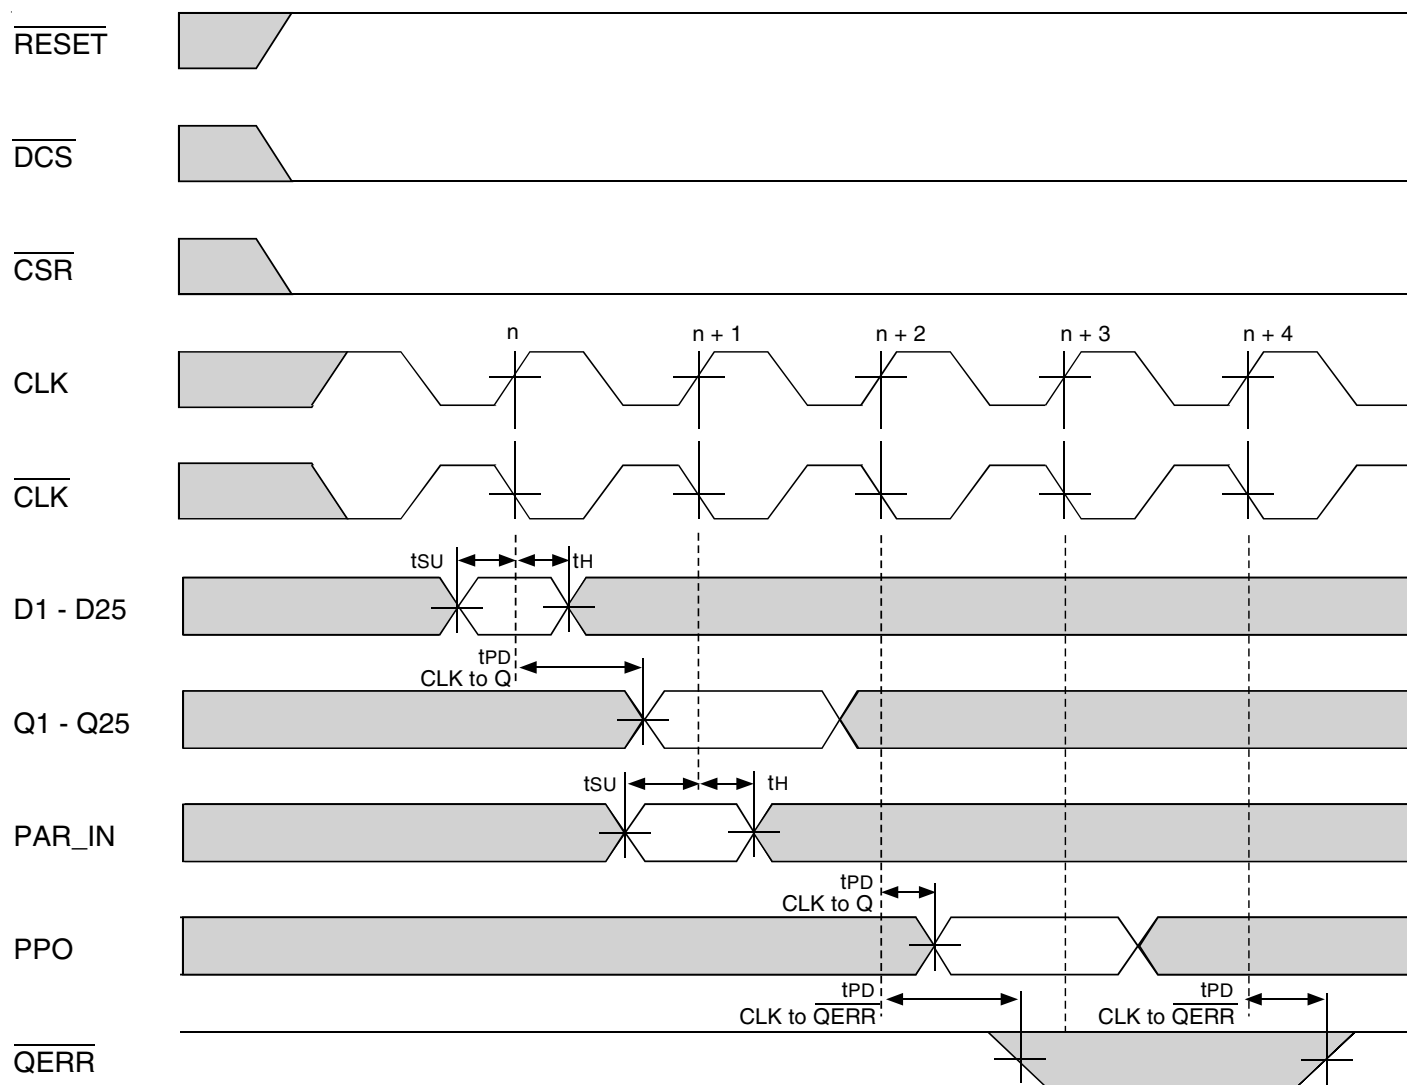 RESET
DCS
CSR
n n + 1 n + 2 n + 3 n + 4
CLK
CLK
tSU tH
D1 - D25
tPD
CLK to Q
Q1 - Q25
tSU tH
PAR_IN
tPD
CLK to Q
PPO
tPD tPD
CLK to QERR CLK to QERR
QERR